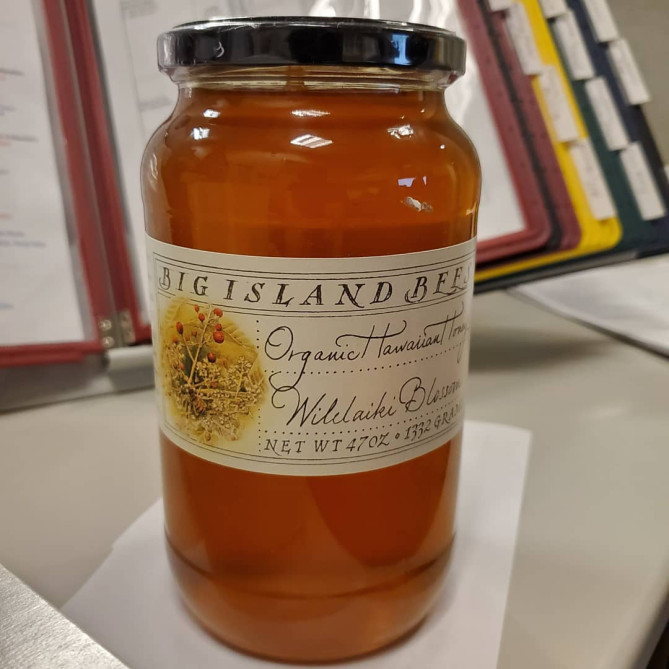 BIG ISLAND BEES
Organic Hawaiian Honey
Wilelaiki Blossom
NET WT 47OZ • 1332 GRAMS